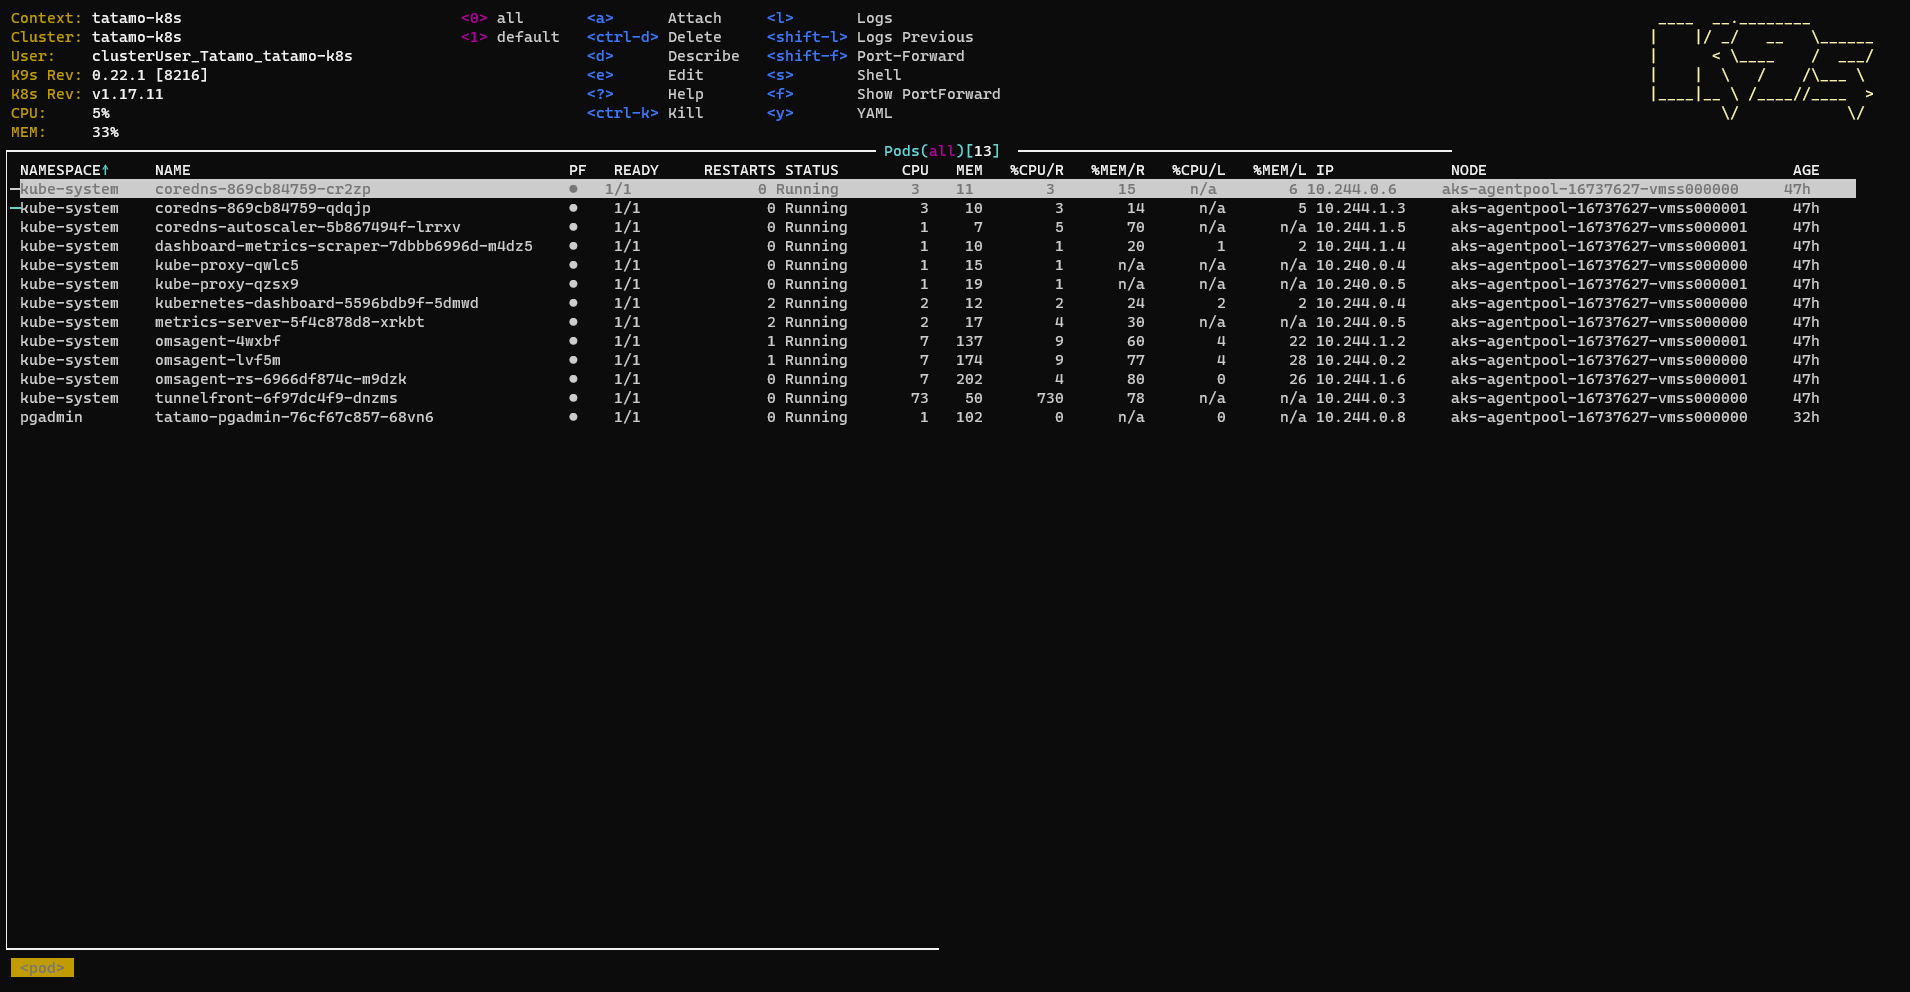 Context: tatamo-k8s <0> all <a> Attach <l> Logs
Cluster: tatamo-k8s <1> default <ctrl-d> Delete <shift-l> Logs Previous
User: clusterUser_Tatamo_tatamo-k8s <d> Describe <shift-f> Port-Forward
K9s Rev: 0.22.1 [8216] <e> Edit <s> Shell
K8s Rev: v1.17.11 <?> Help <f> Show PortForward
CPU: 5% <ctrl-k> Kill <y> YAML
MEM: 33%
Pods(all)[13]
NAMESPACE↑ NAME PF READY RESTARTS STATUS CPU MEM %CPU/R %MEM/R %CPU/L %MEM/L IP NODE AGE
kube-system coredns-869cb84759-cr2zp ● 1/1 0 Running 3 11 3 15 n/a 6 10.244.0.6 aks-agentpool-16737627-vmss000000 47h
kube-system coredns-869cb84759-qdqjp ● 1/1 0 Running 3 10 3 14 n/a 5 10.244.1.3 aks-agentpool-16737627-vmss000001 47h
kube-system coredns-autoscaler-5b867494f-lrrxv ● 1/1 0 Running 1 7 5 70 n/a n/a 10.244.1.5 aks-agentpool-16737627-vmss000001 47h
kube-system dashboard-metrics-scraper-7dbbb6996d-m4dz5 ● 1/1 0 Running 1 10 1 20 1 2 10.244.1.4 aks-agentpool-16737627-vmss000001 47h
kube-system kube-proxy-qwlc5 ● 1/1 0 Running 1 15 1 n/a n/a n/a 10.240.0.4 aks-agentpool-16737627-vmss000000 47h
kube-system kube-proxy-qzsx9 ● 1/1 0 Running 1 19 1 n/a n/a n/a 10.240.0.5 aks-agentpool-16737627-vmss000001 47h
kube-system kubernetes-dashboard-5596bdb9f-5dmwd ● 1/1 2 Running 2 12 2 24 2 2 10.244.0.4 aks-agentpool-16737627-vmss000000 47h
kube-system metrics-server-5f4c878d8-xrkbt ● 1/1 2 Running 2 17 4 30 n/a n/a 10.244.0.5 aks-agentpool-16737627-vmss000000 47h
kube-system omsagent-4wxbf ● 1/1 1 Running 7 137 9 60 4 22 10.244.1.2 aks-agentpool-16737627-vmss000001 47h
kube-system omsagent-lvf5m ● 1/1 1 Running 7 174 9 77 4 28 10.244.0.2 aks-agentpool-16737627-vmss000000 47h
kube-system omsagent-rs-6966df874c-m9dzk ● 1/1 0 Running 7 202 4 80 0 26 10.244.1.6 aks-agentpool-16737627-vmss000001 47h
kube-system tunnelfront-6f97dc4f9-dnzms ● 1/1 0 Running 73 50 730 78 n/a n/a 10.244.0.3 aks-agentpool-16737627-vmss000000 47h
pgadmin tatamo-pgadmin-76cf67c857-68vn6 ● 1/1 0 Running 1 102 0 n/a 0 n/a 10.244.0.8 aks-agentpool-16737627-vmss000000 32h
<pod>